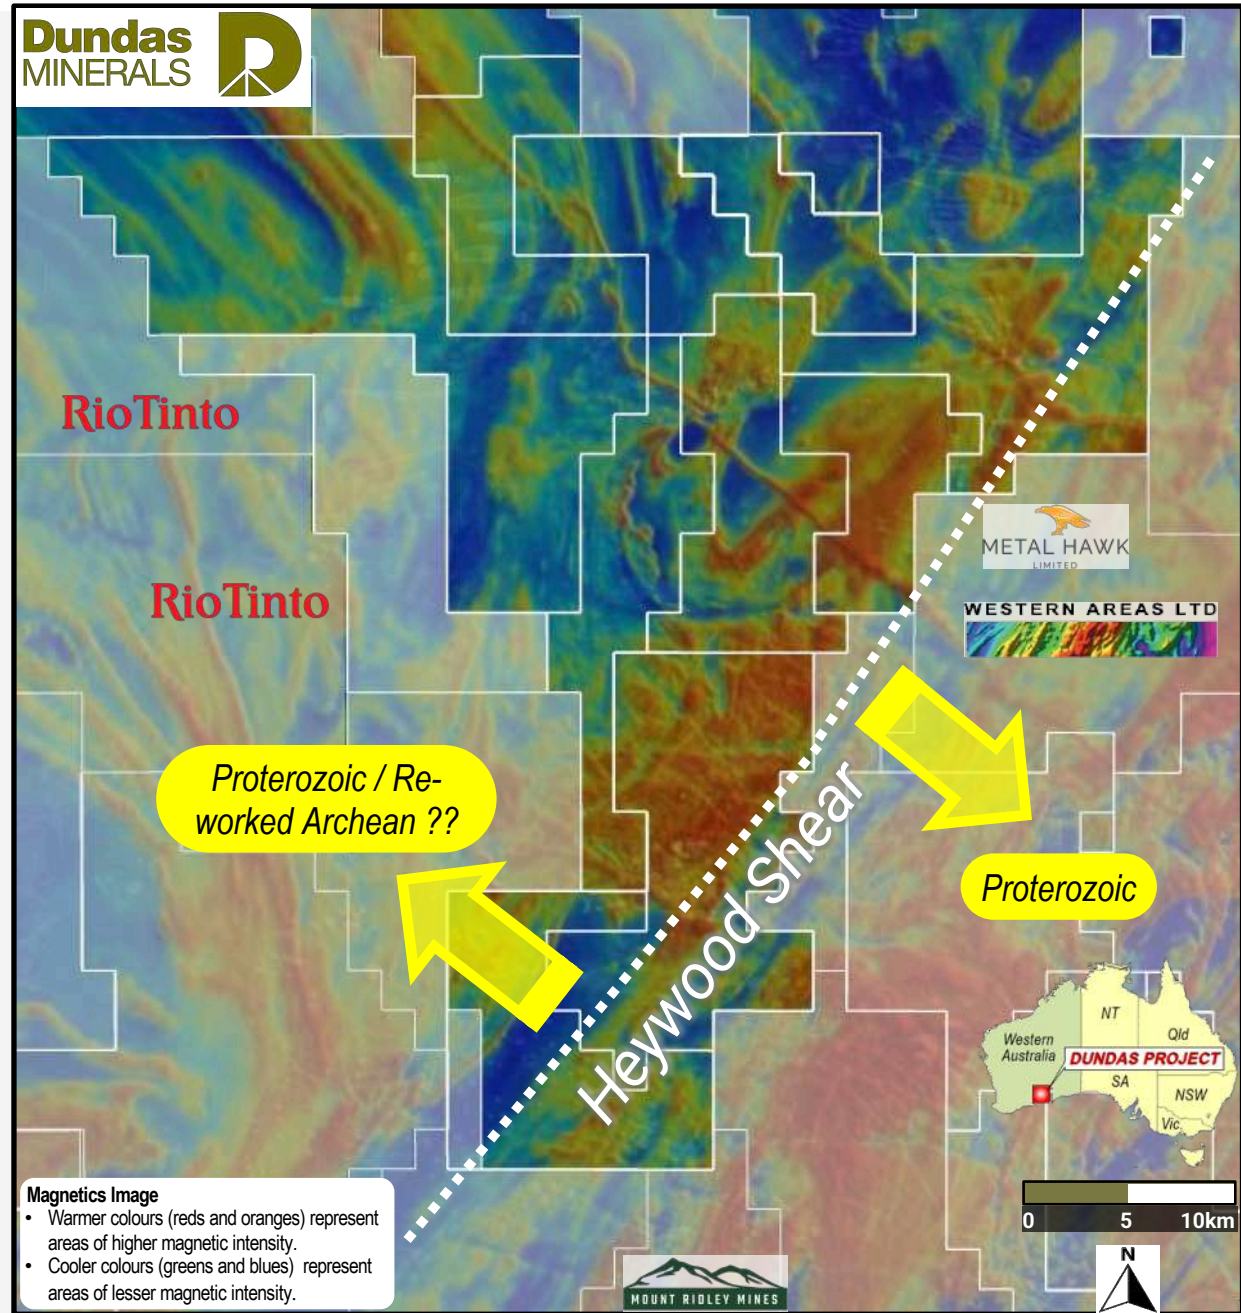 Dundas
MINERALS
RioTinto
METAL HAWK
LIMITED
WESTERN AREAS LTD
RioTinto
Proterozoic / Re-
worked Archean ??
Heywood Shear
Proterozoic
NT
Western
Australia
Qld
DUNDAS PROJECT
SA
NSW
Vic.
Magnetics Image
• Warmer colours (reds and oranges) represent
areas of higher magnetic intensity.
• Cooler colours (greens and blues) represent
areas of lesser magnetic intensity.
0 5 10km
N
MOUNT RIDLEY MINES